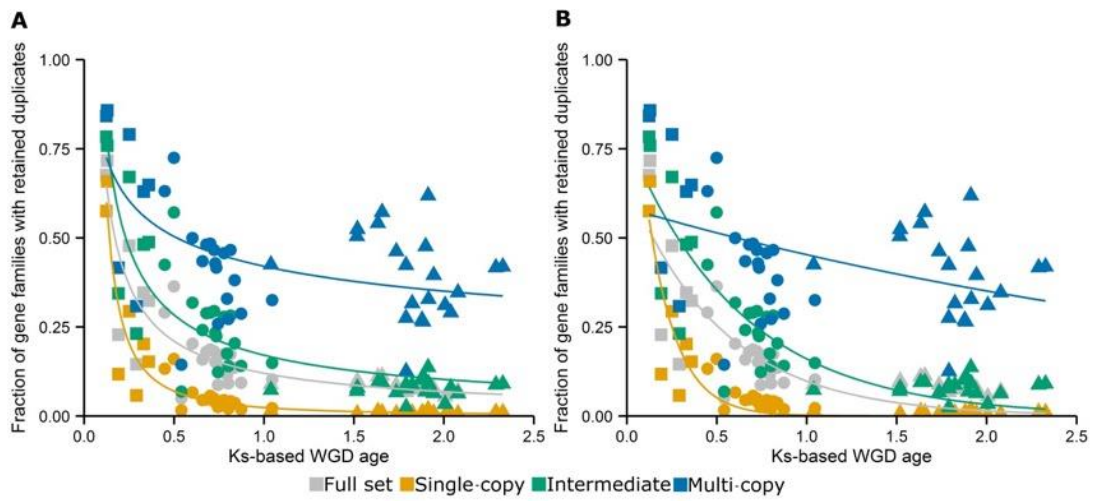 A
B
Fraction of gene families with retained duplicates
1.00
0.75
0.50
0.25
0.00
0.0 0.5 1.0 1.5 2.0 2.5
Ks-based WGD age
Fraction of gene families with retained duplicates
1.00
0.75
0.50
0.25
0.00
0.0 0.5 1.0 1.5 2.0 2.5
Ks-based WGD age
Full set Single-copy Intermediate Multi-copy